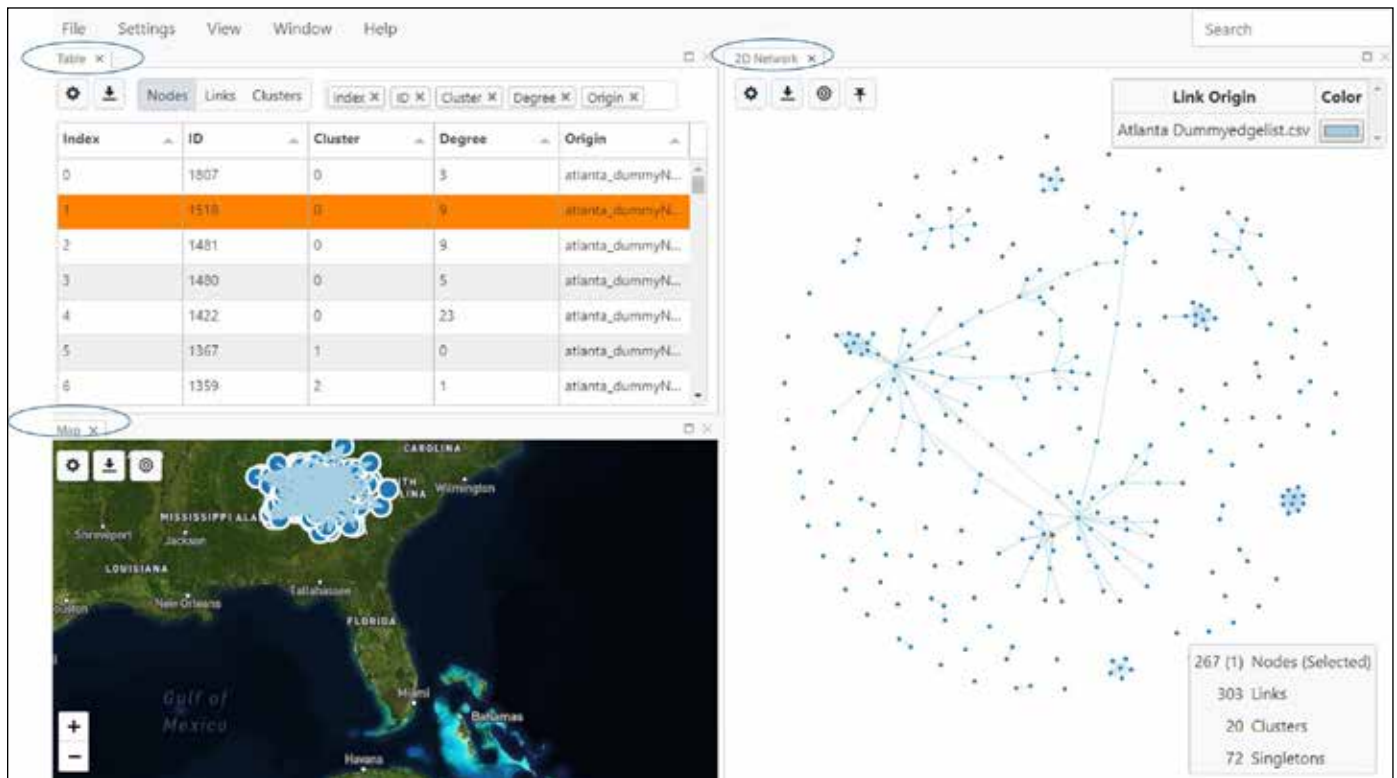 File Settings View Window Help
Search
Table ×
Nodes Links Clusters
Index × ID × Cluster × Degree × Origin ×
Index ID Cluster Degree Origin
0 1807 0 3 atlanta_dummyN...
1 1518 0 9 atlanta_dummyN...
2 1481 0 9 atlanta_dummyN...
3 1480 0 5 atlanta_dummyN...
4 1422 0 23 atlanta_dummyN...
5 1367 1 0 atlanta_dummyN...
6 1359 2 1 atlanta_dummyN...
Map ×
CAROLINA
Wilmington
MISSISSIPPI ALA
Shreveport
Jackson
LOUISIANA
Tallahassee
New Orleans
FLORIDA
Gulf of
Mexico
Miami
Bahamas
Havana
+
−
2D Network ×
Link Origin Color
Atlanta Dummyedgelist.csv
267 (1) Nodes (Selected)
303 Links
20 Clusters
72 Singletons